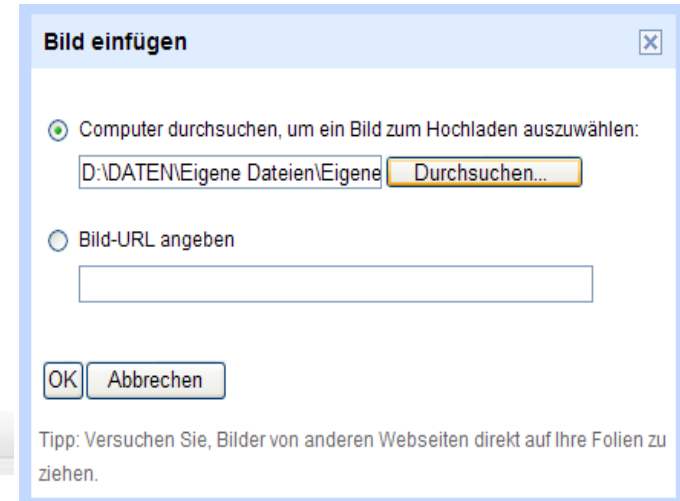 Bild einfügen
Computer durchsuchen, um ein Bild zum Hochladen auszuwählen:
D:\DATEN\Eigene Dateien\Eigene Durchsuchen...
Bild-URL angeben
OK Abbrechen
Tipp: Versuchen Sie, Bilder von anderen Webseiten direkt auf Ihre Folien zu
ziehen.